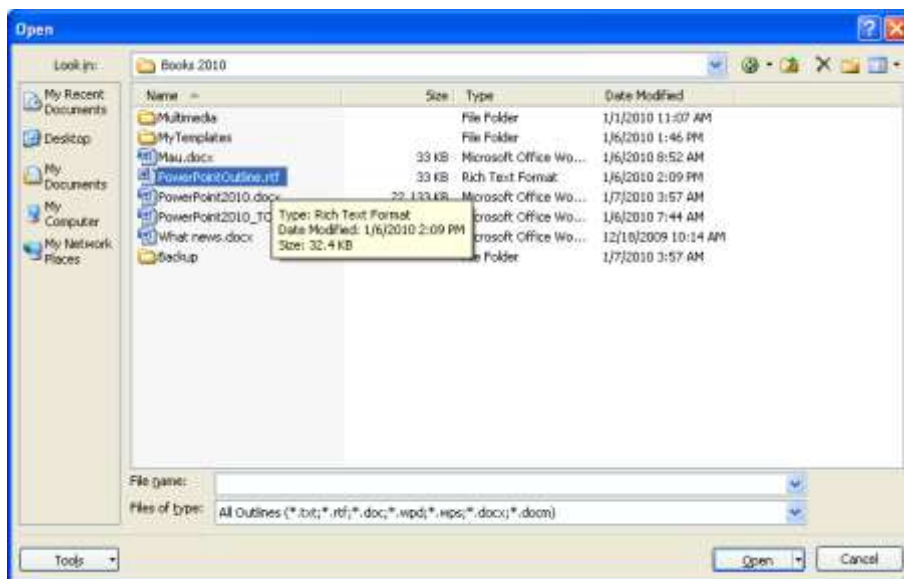 Open
Look in: Books 2010
My Recent Documents
Desktop
My Documents
My Computer
My Network Places
Name Size Type Date Modified
Multimedia File Folder 1/1/2010 11:07 AM
MyTemplates File Folder 1/6/2010 1:46 PM
Mau.docx 33 KB Microsoft Office Wo... 1/6/2010 8:52 AM
PowerPointOutline.rtf 33 KB Rich Text Format 1/6/2010 2:09 PM
PowerPoint2010.docx 22,133 KB Microsoft Office Wo... 1/7/2010 3:57 AM
PowerPoint2010_TO crosoft Office Wo... 1/6/2010 7:44 AM
What news.docx crosoft Office Wo... 12/18/2009 10:14 AM
Backup Folder 1/7/2010 3:57 AM
Type: Rich Text Format
Date Modified: 1/6/2010 2:09 PM
Size: 32.4 KB
File name:
Files of type: All Outlines (*.txt;*.rtf;*.doc;*.wpd;*.wps;*.docx;*.docm)
Tools Open Cancel